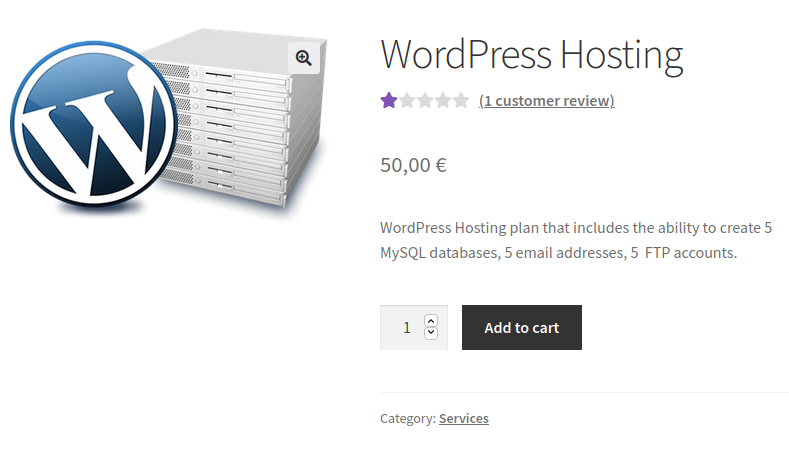 WordPress Hosting
(1 customer review)
50,00 €
WordPress Hosting plan that includes the ability to create 5
MySQL databases, 5 email addresses, 5  FTP accounts.
1
Add to cart
Category: Services
W